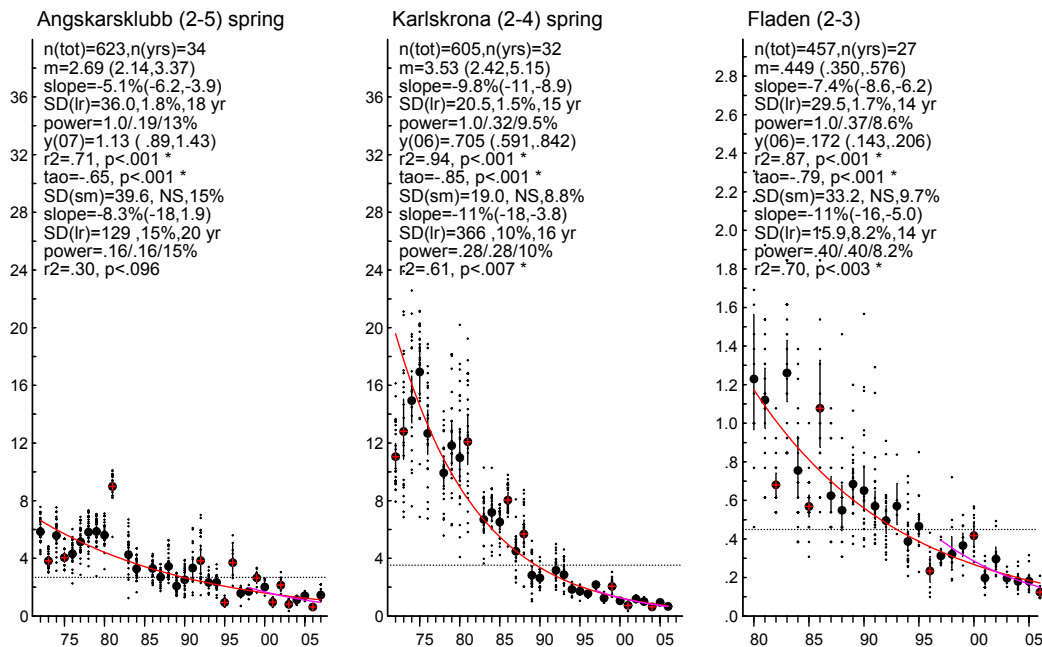 Angskarsklubb (2-5) spring
n(tot)=623,n(yrs)=34
m=2.69 (2.14,3.37)
slope=-5.1%(-6.2,-3.9)
SD(lr)=36.0,1.8%,18 yr
power=1.0/.19/13%
y(07)=1.13 ( .89,1.43)
r2=.71, p<.001 *
tao=-.65, p<.001 *
SD(sm)=39.6, NS,15%
slope=-8.3%(-18,1.9)
SD(lr)=129 ,15%,20 yr
power=.16/.16/15%
r2=.30, p<.096
36
32
28
24
20
16
12
8
4
0
75 80 85 90 95 00 05
Karlskrona (2-4) spring
n(tot)=605,n(yrs)=32
m=3.53 (2.42,5.15)
slope=-9.8%(-11,-8.9)
SD(lr)=20.5,1.5%,15 yr
power=1.0/.32/9.5%
y(06)=.705 (.591,.842)
r2=.94, p<.001 *
tao=-.85, p<.001 *
SD(sm)=19.0, NS,8.8%
slope=-11%(-18,-3.8)
SD(lr)=366 ,10%,16 yr
power=.28/.28/10%
r2=.61, p<.007 *
36
32
28
24
20
16
12
8
4
0
75 80 85 90 95 00 05
Fladen (2-3)
n(tot)=457,n(yrs)=27
m=.449 (.350,.576)
slope=-7.4%(-8.6,-6.2)
SD(lr)=29.5,1.7%,14 yr
power=1.0/.37/8.6%
y(06)=.172 (.143,.206)
r2=.87, p<.001 *
tao=-.79, p<.001 *
SD(sm)=33.2, NS,9.7%
slope=-11%(-16,-5.0)
SD(lr)=15.9,8.2%,14 yr
power=.40/.40/8.2%
r2=.70, p<.003 *
2.8
2.6
2.4
2.2
2.0
1.8
1.6
1.4
1.2
1.0
.8
.6
.4
.2
.0
80 85 90 95 00 05